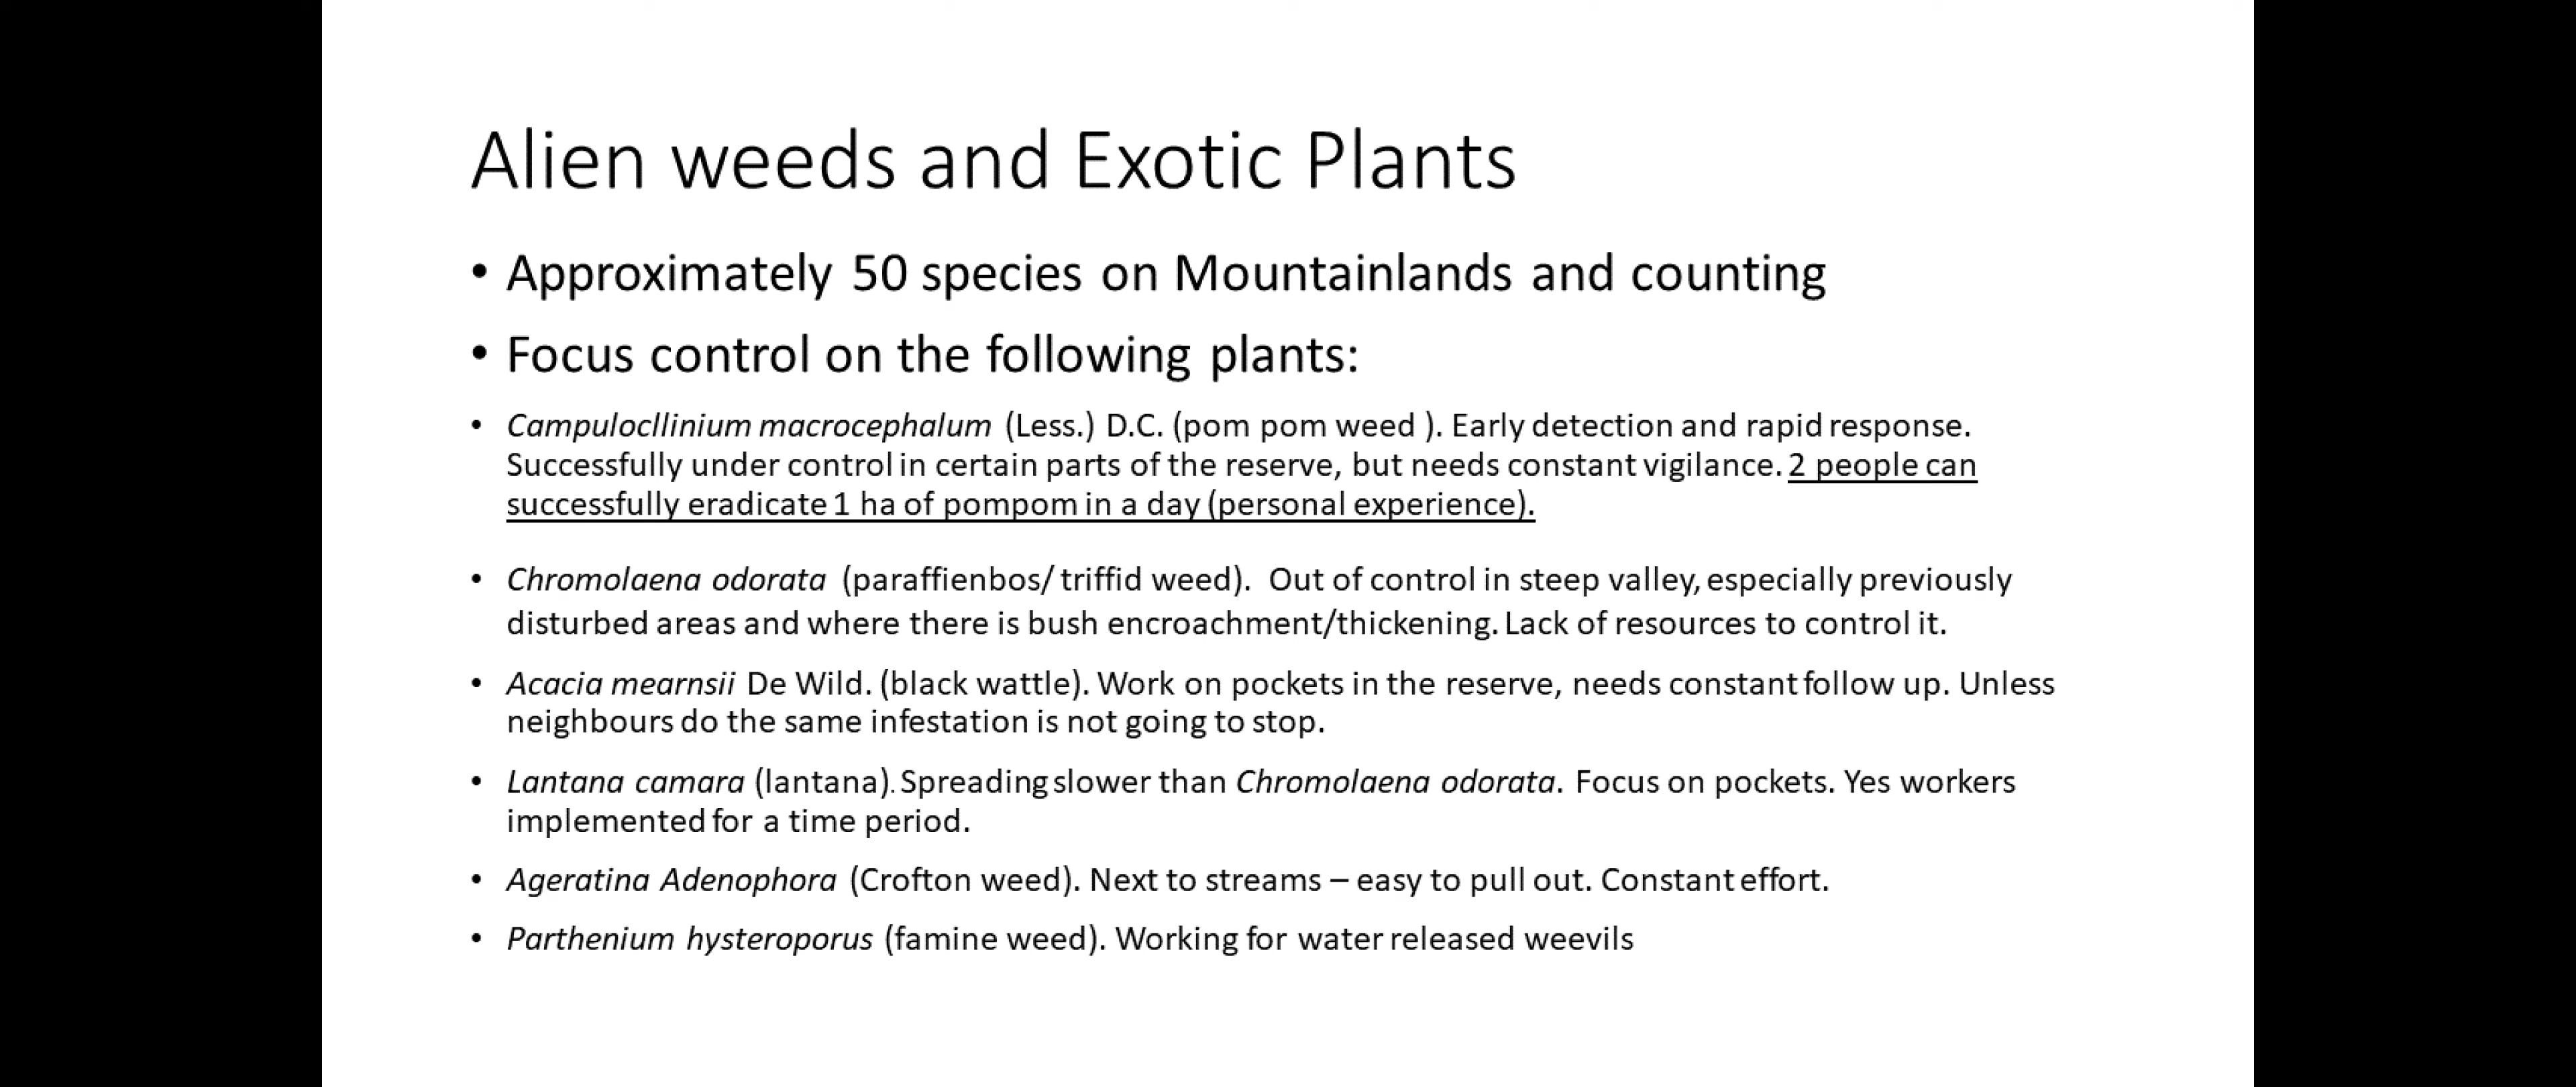 Alien weeds and Exotic Plants
• Approximately 50 species on Mountainlands and counting
• Focus control on the following plants:
• Campulocllinium macrocephalum (Less.) D.C. (pom pom weed ). Early detection and rapid response.
Successfully under control in certain parts of the reserve, but needs constant vigilance. 2 people can
successfully eradicate 1 ha of pompom in a day (personal experience).
• Chromolaena odorata (paraffienbos/ triffid weed). Out of control in steep valley, especially previously
disturbed areas and where there is bush encroachment/thickening. Lack of resources to control it.
• Acacia mearnsii De Wild. (black wattle). Work on pockets in the reserve, needs constant follow up. Unless
neighbours do the same infestation is not going to stop.
• Lantana camara (lantana). Spreading slower than Chromolaena odorata. Focus on pockets. Yes workers
implemented for a time period.
• Ageratina Adenophora (Crofton weed). Next to streams – easy to pull out. Constant effort.
• Parthenium hysteroporus (famine weed). Working for water released weevils